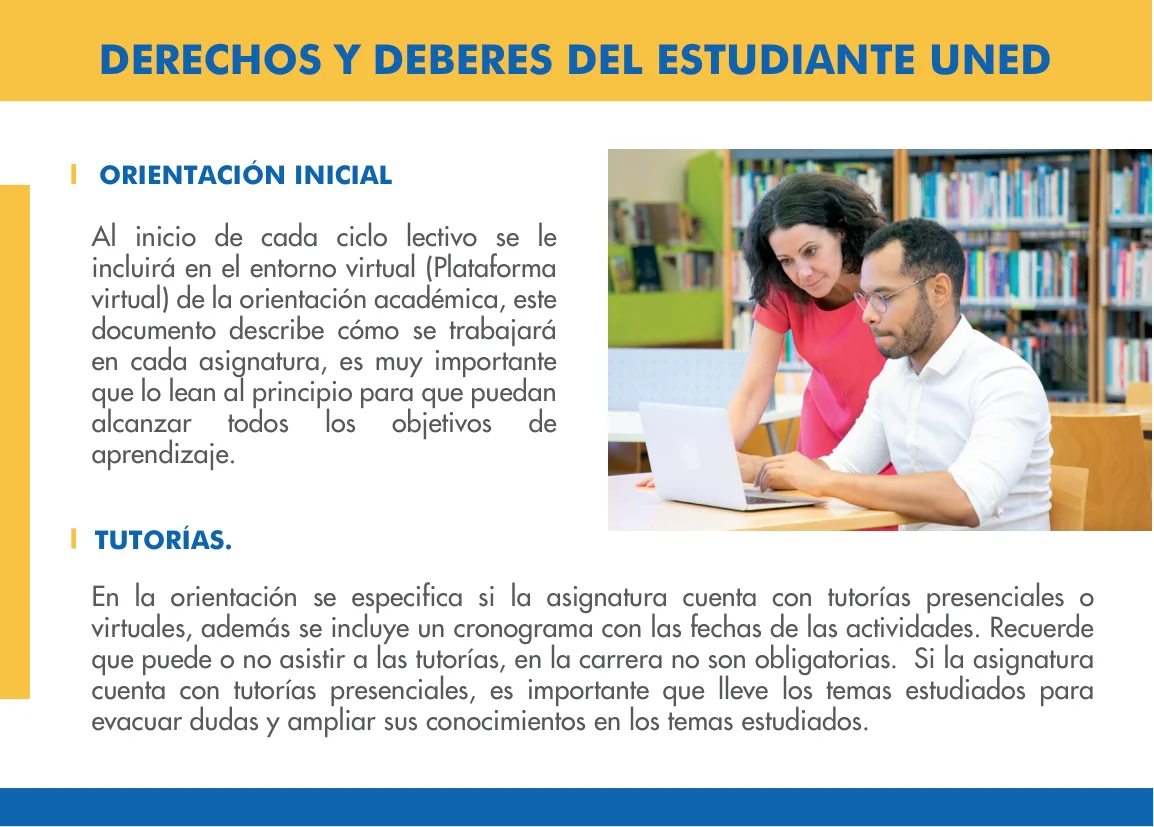 DERECHOS Y DEBERES DEL ESTUDIANTE UNED
ORIENTACIÓN INICIAL
Al inicio de cada ciclo lectivo se le
incluirá en el entorno virtual (Plataforma
virtual) de la orientación académica, este
documento describe cómo se trabajará
en cada asignatura, es muy importante
que lo lean al principio para que puedan
alcanzar todos los objetivos de
aprendizaje.
TUTORÍAS.
En la orientación se especifica si la asignatura cuenta con tutorías presenciales o
virtuales, además se incluye un cronograma con las fechas de las actividades. Recuerde
que puede o no asistir a las tutorías, en la carrera no son obligatorias.  Si la asignatura
cuenta con tutorías presenciales, es importante que lleve los temas estudiados para
evacuar dudas y ampliar sus conocimientos en los temas estudiados.